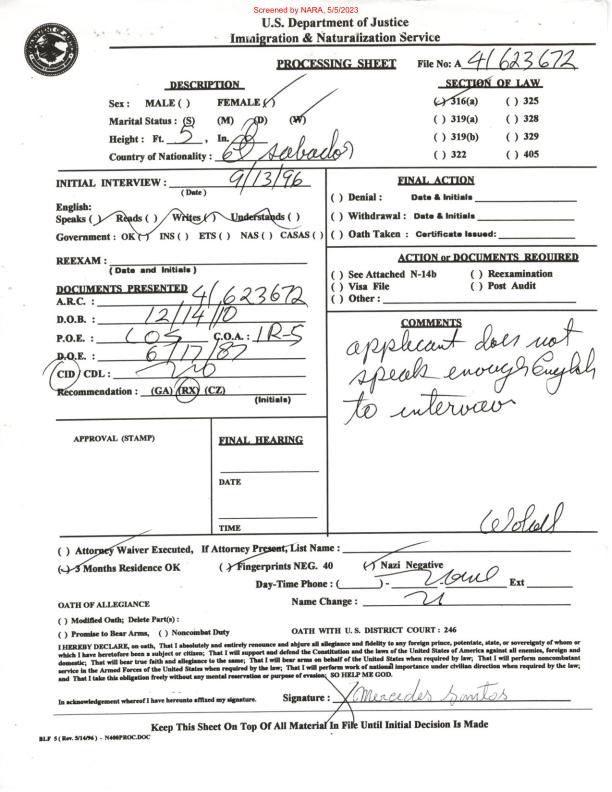 Screened by NARA, 5/5/2023
U.S. Department of Justice
Immigration & Naturalization Service
PROCESSING SHEET File No: A 41623672
DESCRIPTION
Sex : MALE ( ) FEMALE (✓)
Marital Status : (S) (M) (D) (W)
Height : Ft. 5 , In. 0
Country of Nationality : El Salvador
SECTION OF LAW
(✓) 316(a) ( ) 325
( ) 319(a) ( ) 328
( ) 319(b) ( ) 329
( ) 322 ( ) 405
INITIAL INTERVIEW : 9/13/96
(Date)
English:
Speaks ( ) Reads ( ) Writes ( ) Understands ( )
Government : OK ( ) INS ( ) ETS ( ) NAS ( ) CASAS ( )
REEXAM :
(Date and Initials)
DOCUMENTS PRESENTED
A.R.C. : 41623672
D.O.B. : 12/14/10
P.O.E. : LOS C.O.A. : IR-5
D.O.E. : 6/17/87
CID / CDL :
Recommendation : (GA) (RX) (CZ)
(Initials)
FINAL ACTION
( ) Denial : Date & Initials
( ) Withdrawal : Date & Initials
( ) Oath Taken : Certificate Issued:
ACTION or DOCUMENTS REQUIRED
( ) See Attached N-14b ( ) Reexamination
( ) Visa File ( ) Post Audit
( ) Other :
COMMENTS
applicant does not
speak enough English
to interview
APPROVAL (STAMP)
FINAL HEARING
DATE
TIME
( ) Attorney Waiver Executed, If Attorney Present, List Name :
(✓) 3 Months Residence OK (✓) Fingerprints NEG. 40 (✓) Nazi Negative
Day-Time Phone : ( ) - Ext
Name Change :
OATH OF ALLEGIANCE
( ) Modified Oath; Delete Part(s) :
( ) Promise to Bear Arms, ( ) Noncombat Duty OATH WITH U. S. DISTRICT COURT : 246
I HEREBY DECLARE, on oath, That I absolutely and entirely renounce and abjure all allegiance and fidelity to any foreign prince, potentate, state, or sovereignty of whom or
which I have heretofore been a subject or citizen; That I will support and defend the Constitution and the laws of the United States of America against all enemies, foreign and
domestic; That will bear true faith and allegiance to the same; That I will bear arms on behalf of the United States when required by law; That I will perform noncombatant
service in the Armed Forces of the United States when required by the law; That I will perform work of national importance under civilian direction when required by the law;
and That I take this obligation freely without any mental reservation or purpose of evasion; SO HELP ME GOD.
In acknowledgement whereof I have hereunto affixed my signature. Signature : X Mercedes Santos
Keep This Sheet On Top Of All Material In File Until Initial Decision Is Made
BLF 5 ( Rev. 5/14/96 ) - N400PROC.DOC